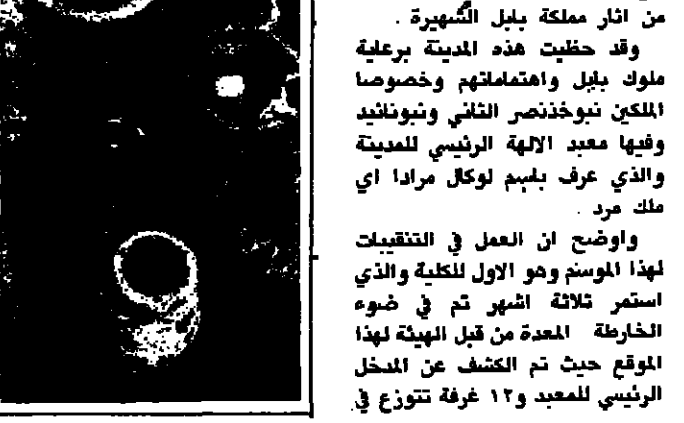 من اثار مملكة بابل الشهيرة .
وقد حظيت هذه المدينة برعاية
ملوك بابل واهتماماتهم وخصوصا
الملكين نبوخذنصر الثاني ونبونائيد
وفيها معبد الالهة الرئيسي للمدينة
والذي عرف باسم لوكال مرادا اي
ملك مرد .
واوضح ان العمل في التنقيبات
لهذا الموسم وهو الاول للكلية والذي
استمر ثلاثة اشهر تم في ضوء
الخارطة المعدة من قبل الهيئة لهذا
الموقع حيث تم الكشف عن المدخل
الرئيسي للمعبد و١٢ غرفة تتوزع في